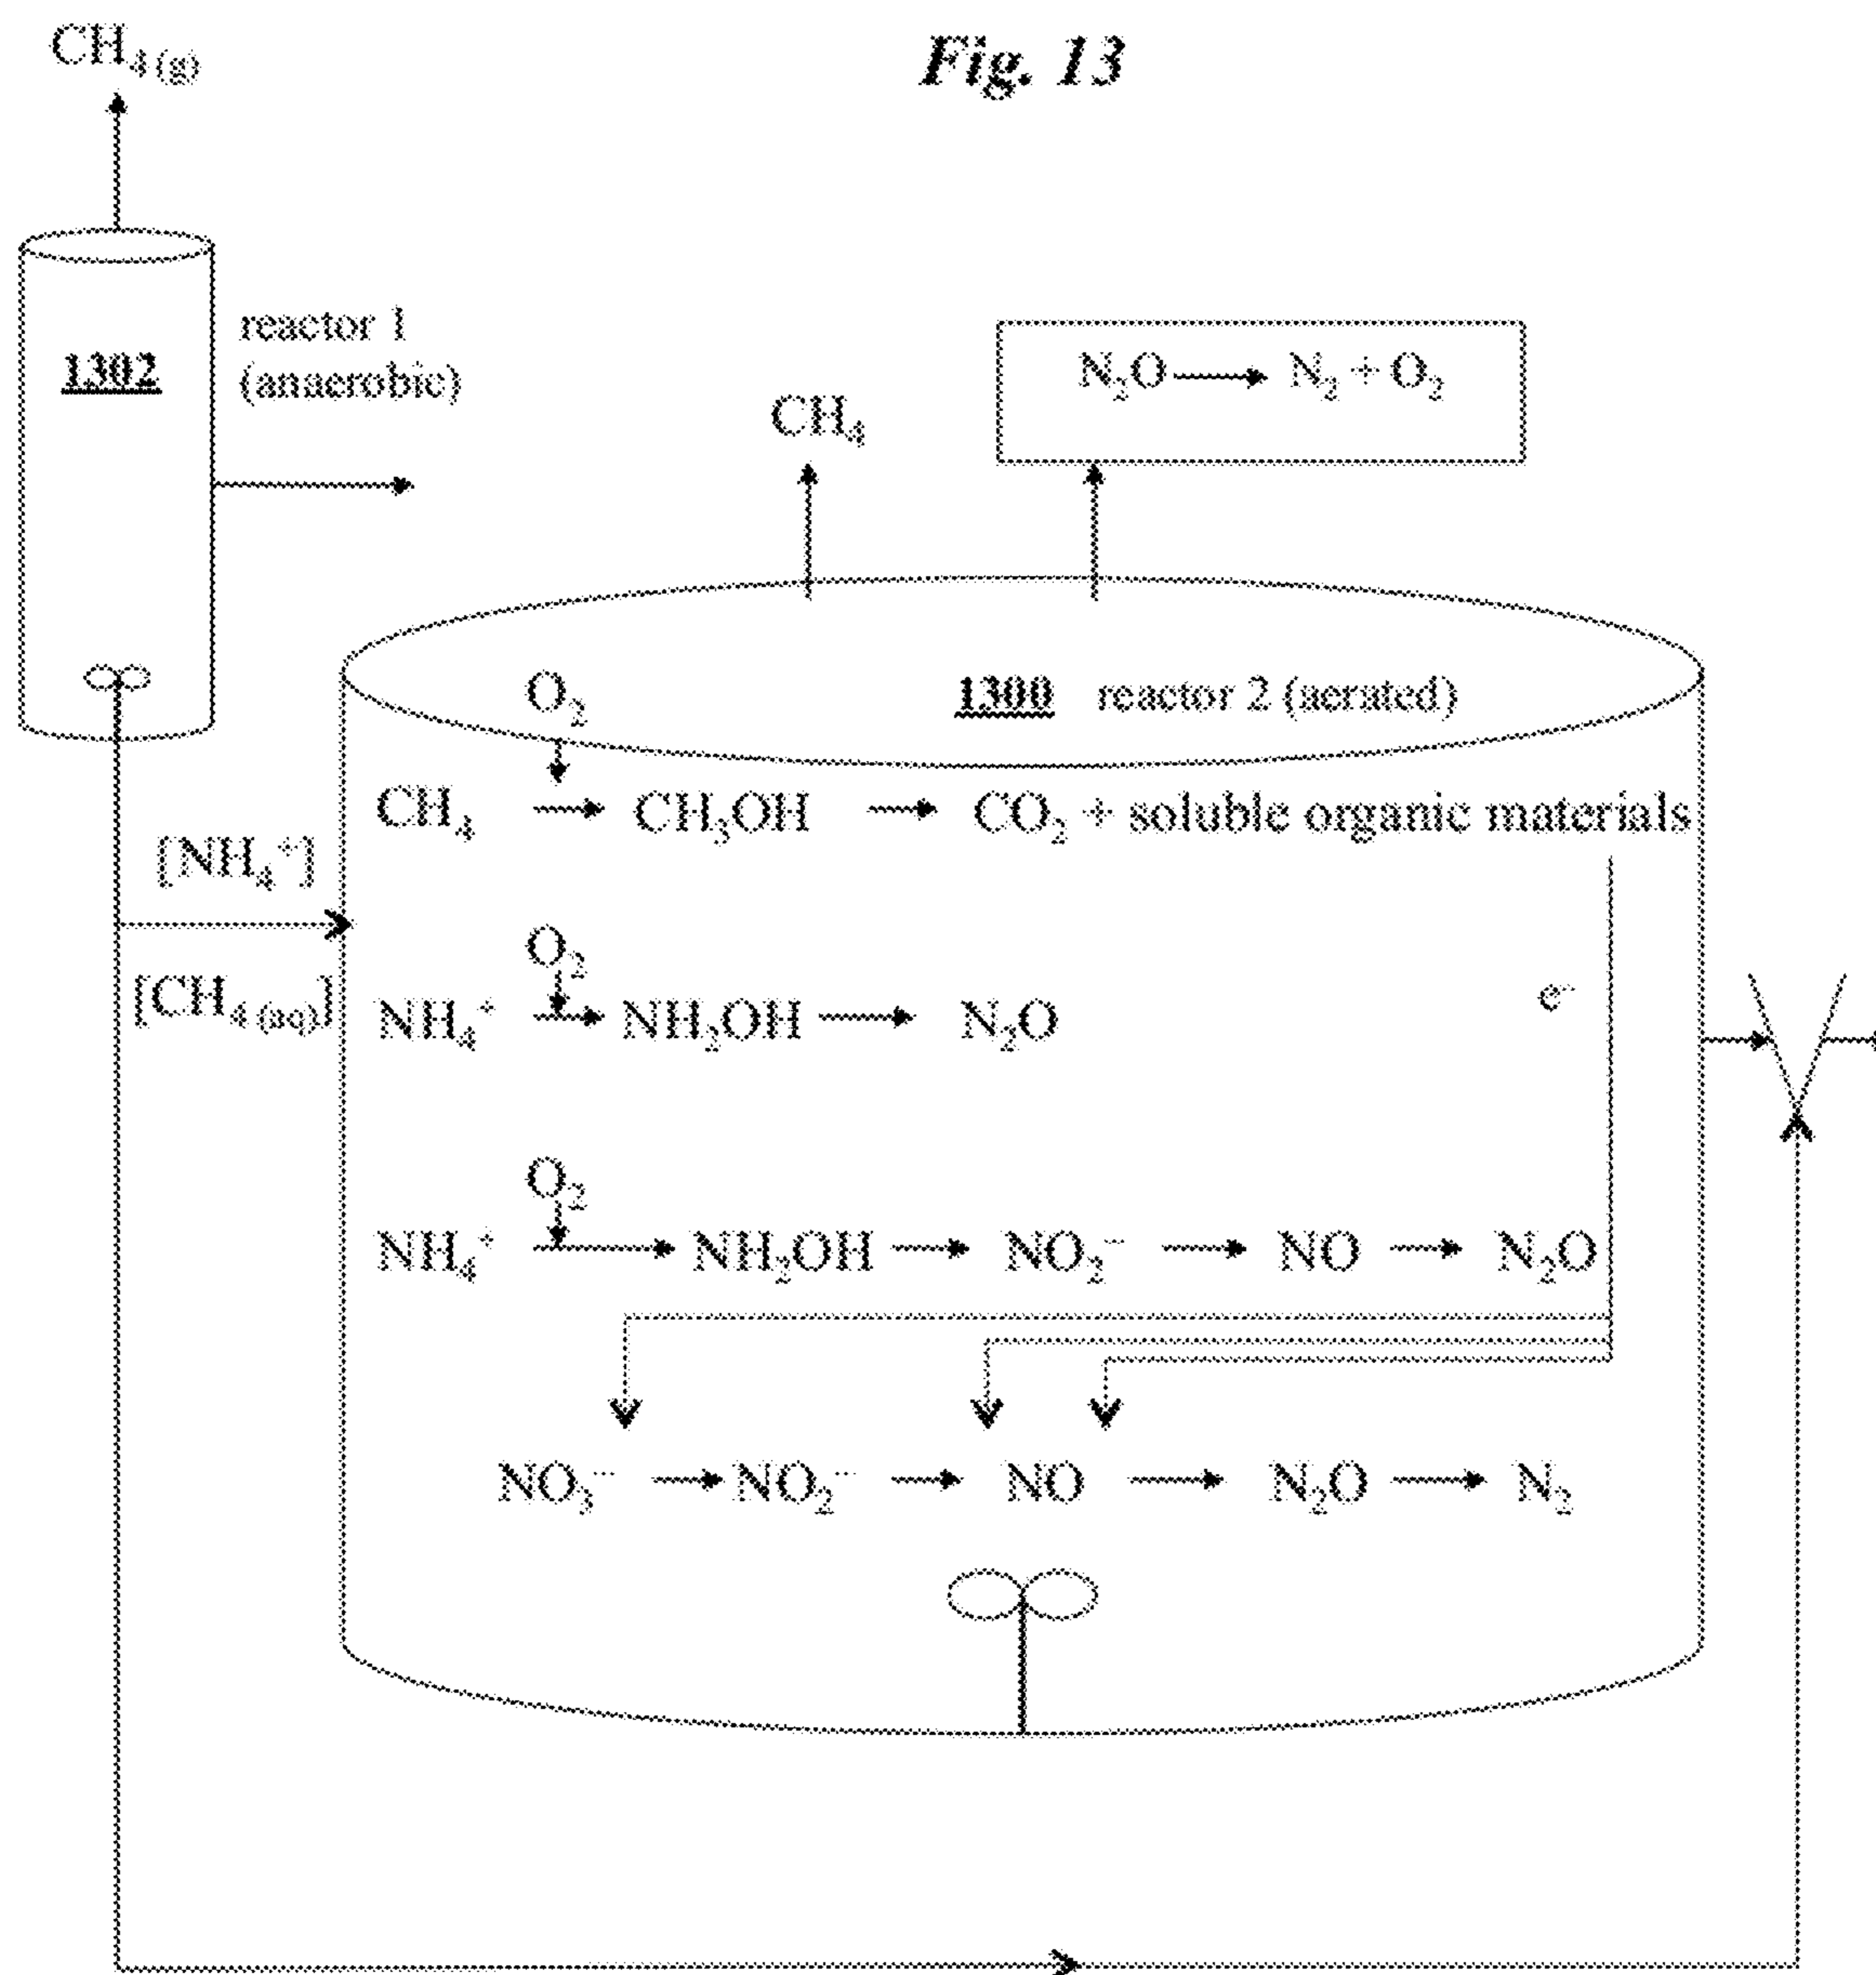 Fig. 13
CH₄ (g)
1302
reactor 1
(anaerobic)
CH₄
N₂O → N₂ + O₂
1300 reactor 2 (aerated)
O₂
CH₄ → CH₃OH → CO₂ + soluble organic materials
[NH₄⁺]
[CH₄ (aq)]
O₂
NH₄⁺ → NH₂OH → N₂O
e⁻
O₂
NH₄⁺ → NH₂OH → NO₂⁻ → NO → N₂O
NO₃⁻ → NO₂⁻ → NO → N₂O → N₂